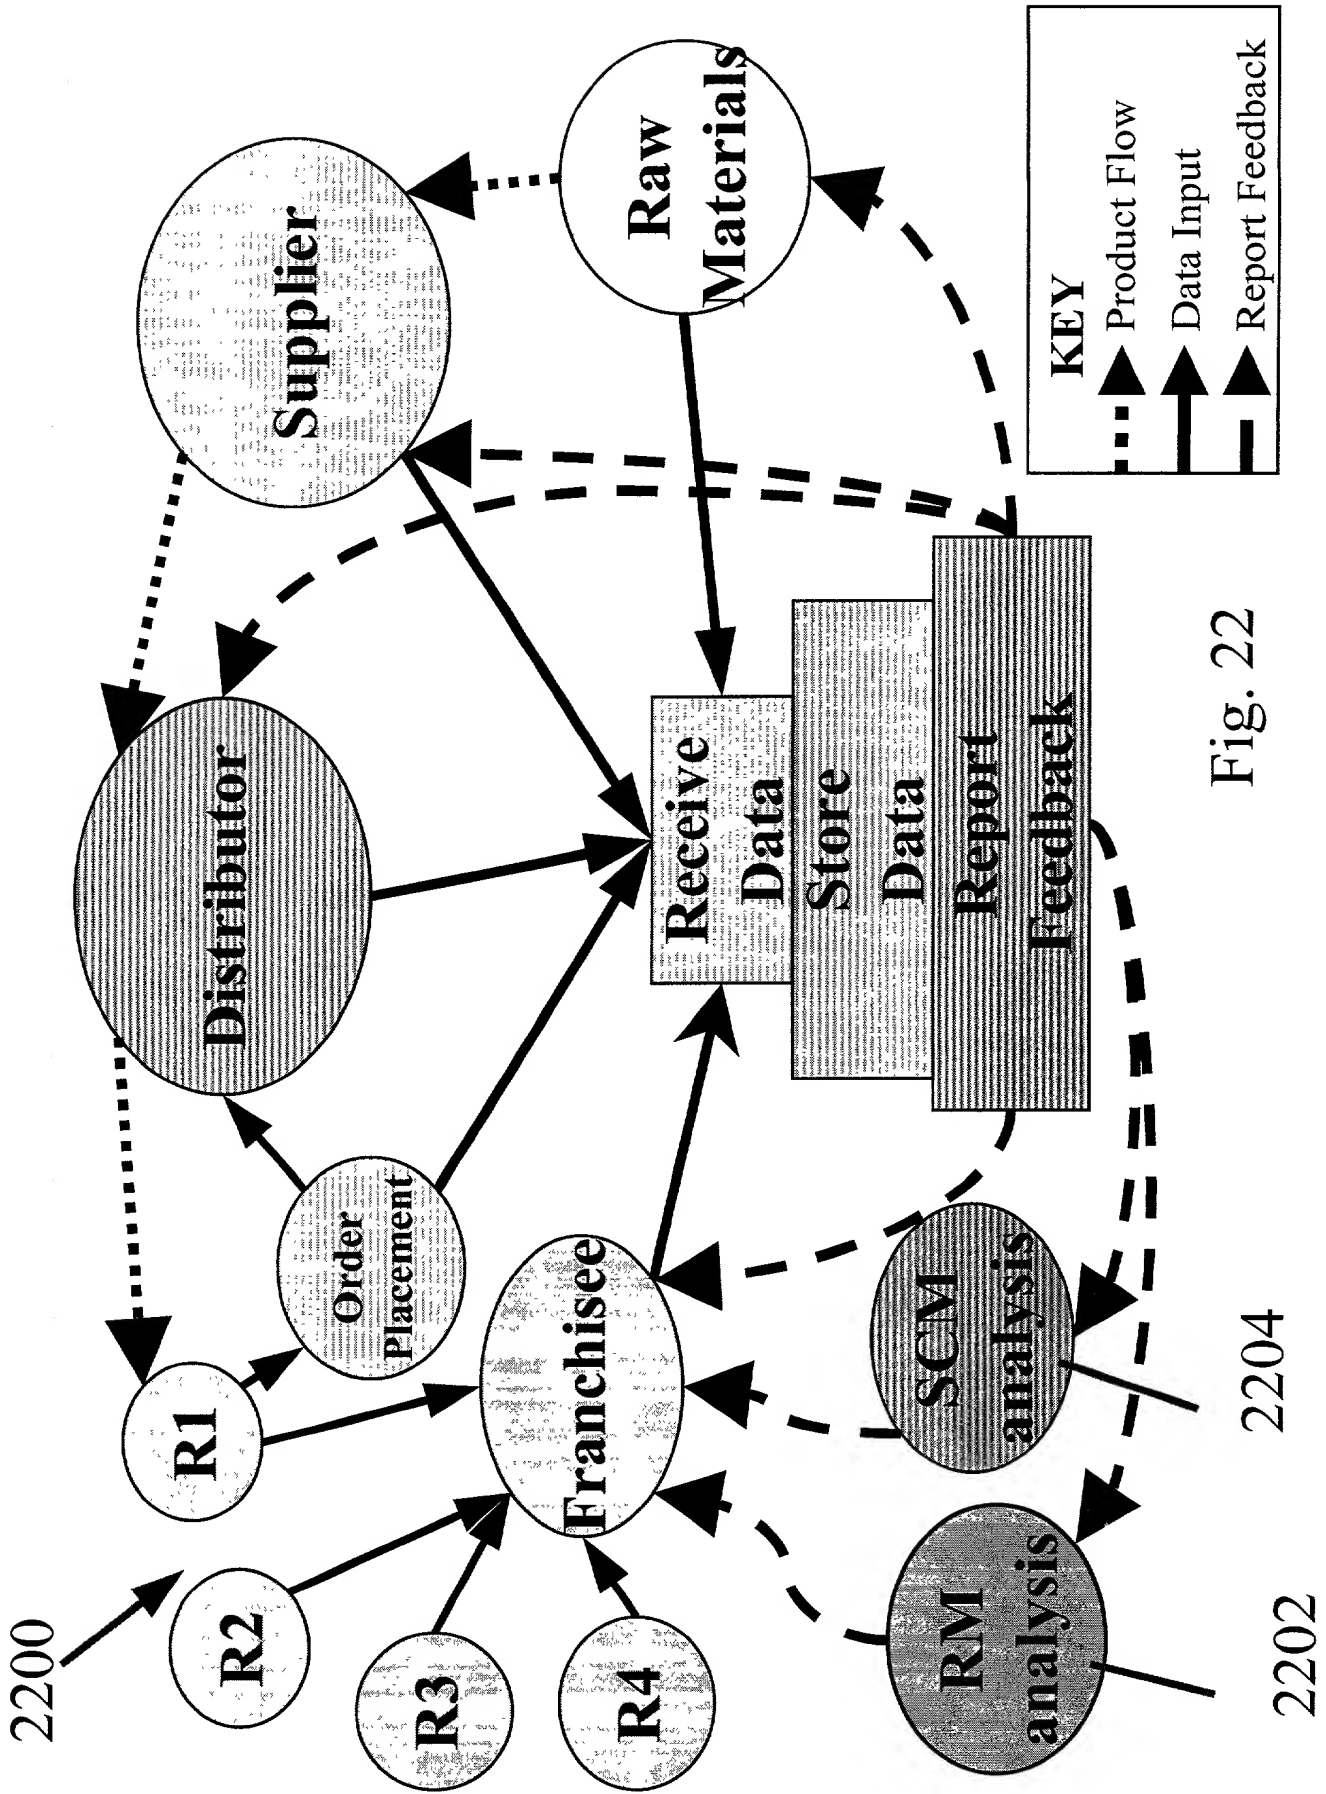 2200
R1
R2
R3
R4
Order
Placement
Distributor
Supplier
Franchisee
Raw
Materials
Receive
Data
Store
Data
Report
Feedback
SCM
analysis
RM
analysis
2202
2204
Fig. 22
KEY
Product Flow
Data Input
Report Feedback